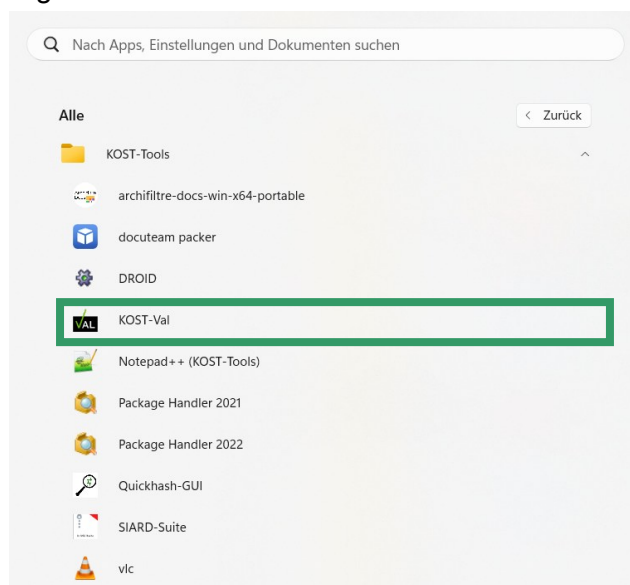 Nach Apps, Einstellungen und Dokumenten suchen
Alle
Zurück
KOST-Tools
archifiltre-docs-win-x64-portable
docuteam packer
DROID
VAL
KOST-Val
Notepad++ (KOST-Tools)
Package Handler 2021
Package Handler 2022
Quickhash-GUI
SIARD-Suite
vlc